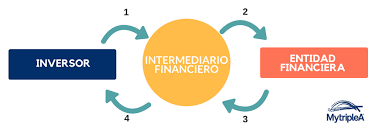 1
2
INVERSOR
INTERMEDIARIO
FINANCIERO
ENTIDAD
FINANCIERA
4
3
MytripleA